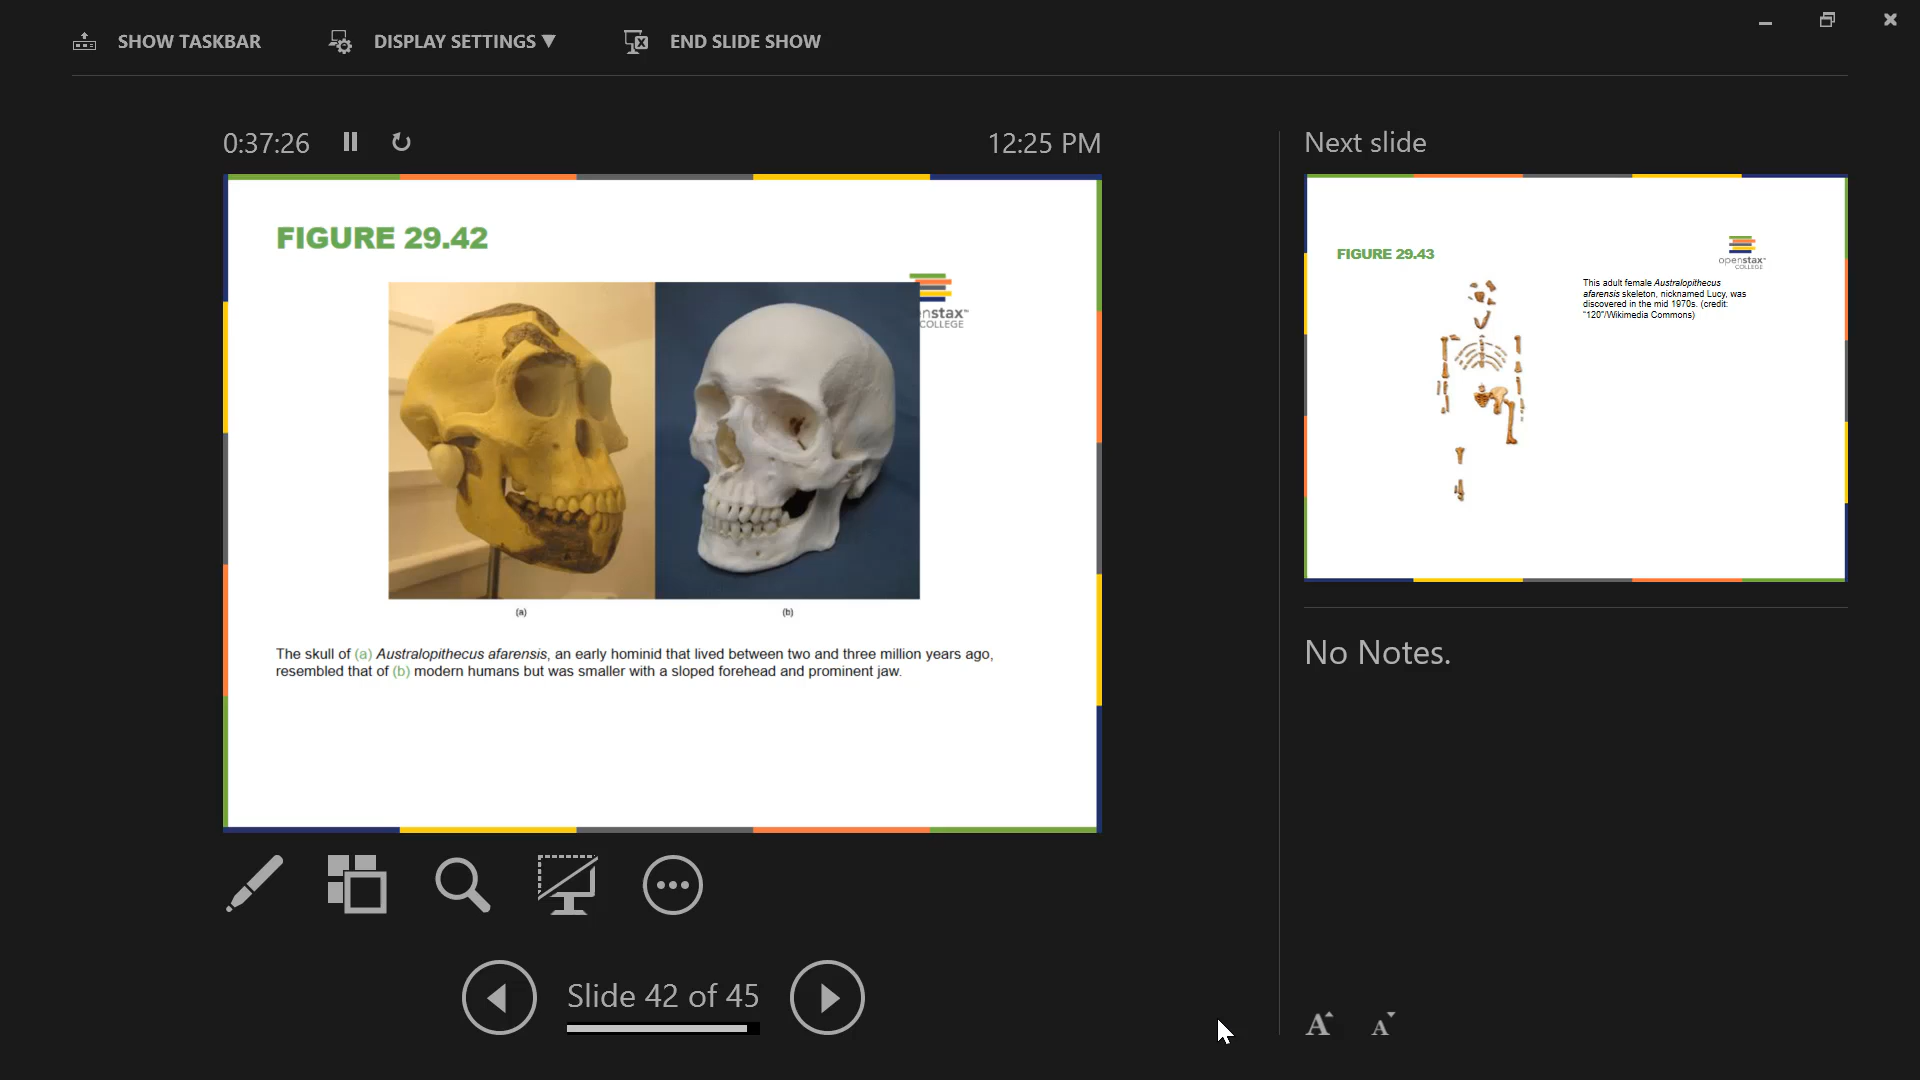 SHOW TASKBAR
DISPLAY SETTINGS ▼
END SLIDE SHOW
0:37:26
12:25 PM
FIGURE 29.42
enstax™
COLLEGE
(a)
(b)
The skull of (a) Australopithecus afarensis, an early hominid that lived between two and three million years ago,
resembled that of (b) modern humans but was smaller with a sloped forehead and prominent jaw.
Slide 42 of 45
Next slide
FIGURE 29.43
openstax™
COLLEGE
This adult female Australopithecus
afarensis skeleton, nicknamed Lucy, was
discovered in the mid 1970s. (credit:
"120"/Wikimedia Commons)
No Notes.
A
A